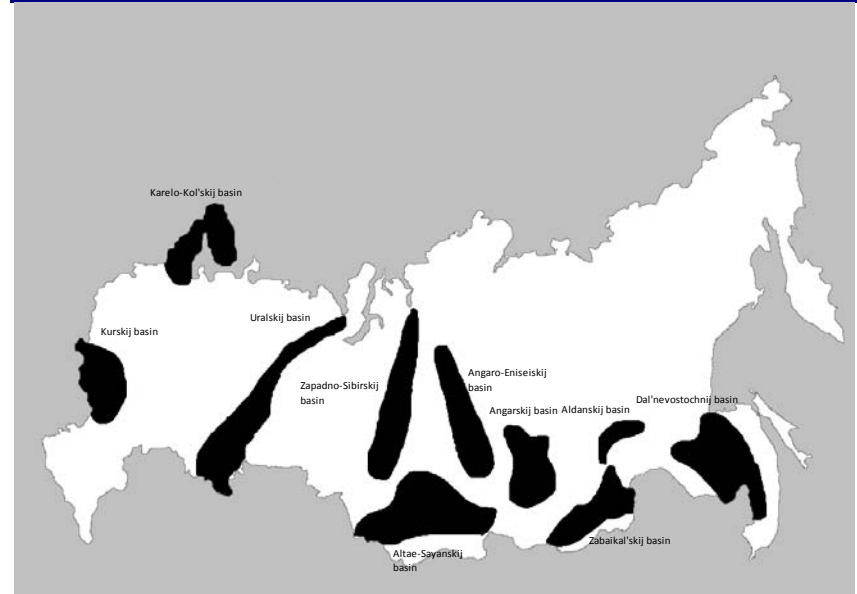 Karelo-Kol'skij basin
Uralskij basin
Kurskij basin
Zapadno-Sibirskij
basin
Angaro-Eniseiskij
basin
Angarskij basin
Aldanskij basin
Dal'nevostochnij basin
Zabaikal'skij basin
Altae-Sayanskij
basin